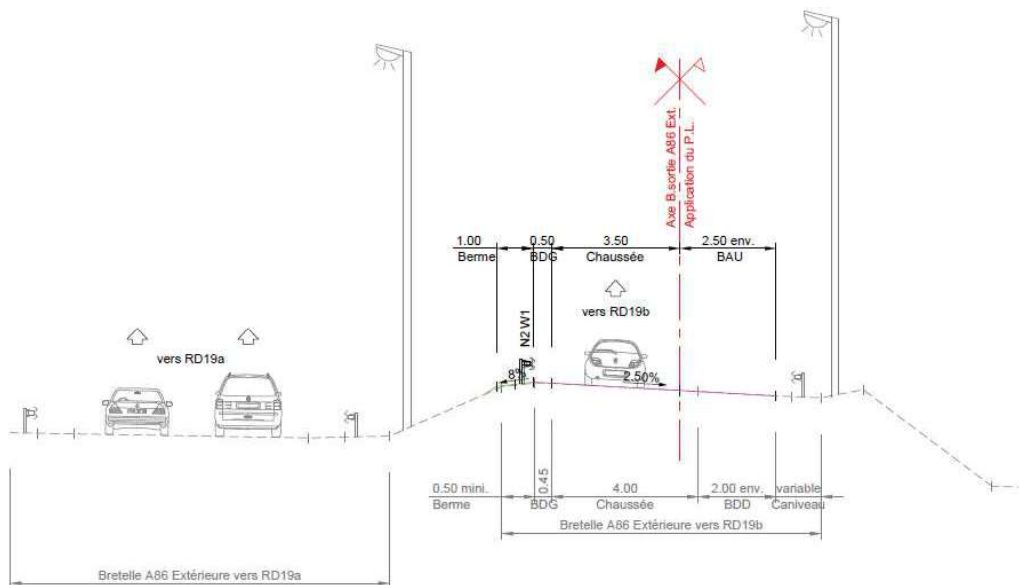 Axe B.sortie A86 Ext.
Application du P.L.
1.00
0.50
3.50
2.50 env.
Berme
BDG
Chaussée
BAU
vers RD19b
N2 W1
vers RD19a
8%
2.50%
0.50 mini.
0.45
4.00
2.00 env.
variable
Berme
BDG
Chaussée
BDD
Caniveau
Bretelle A86 Extérieure vers RD19b
Bretelle A86 Extérieure vers RD19a